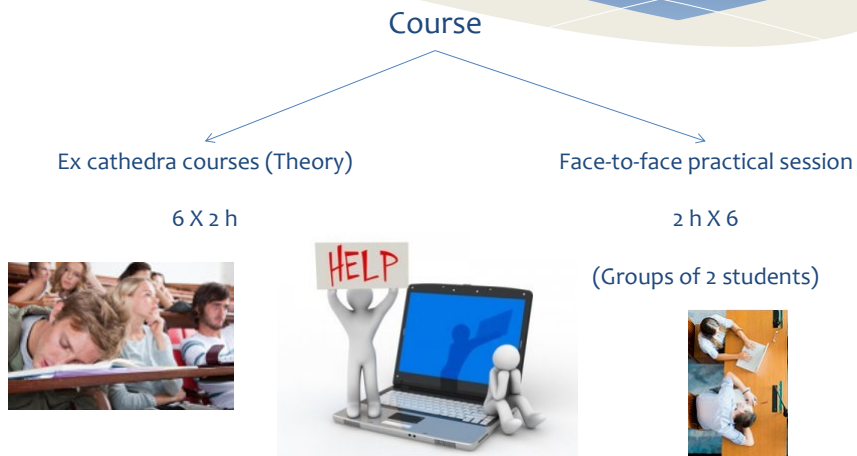 Course
Ex cathedra courses (Theory)
Face-to-face practical session
6 X 2 h
2 h X 6
(Groups of 2 students)
HELP